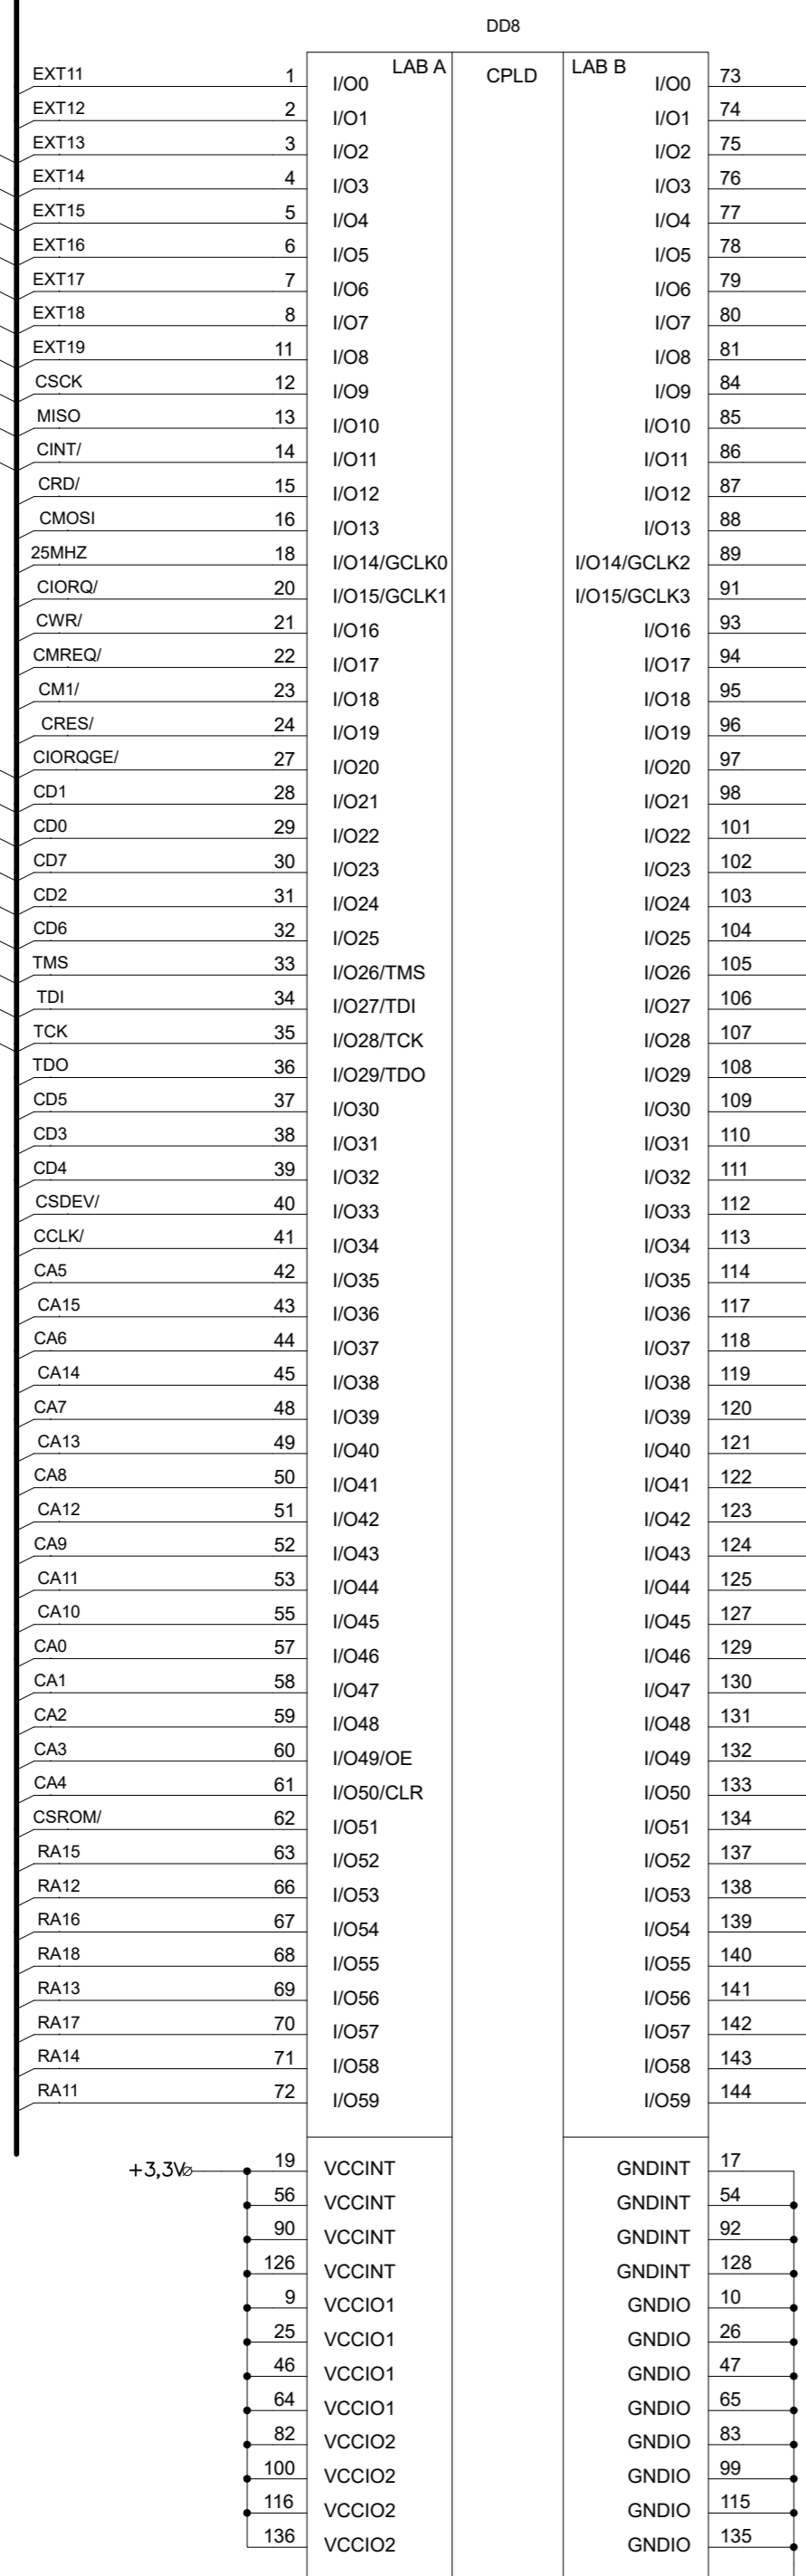 DD8
LAB A CPLD LAB B
EXT11 1 I/O0 I/O0 73
EXT12 2 I/O1 I/O1 74
EXT13 3 I/O2 I/O2 75
EXT14 4 I/O3 I/O3 76
EXT15 5 I/O4 I/O4 77
EXT16 6 I/O5 I/O5 78
EXT17 7 I/O6 I/O6 79
EXT18 8 I/O7 I/O7 80
EXT19 11 I/O8 I/O8 81
CSCK 12 I/O9 I/O9 84
MISO 13 I/O10 I/O10 85
CINT/ 14 I/O11 I/O11 86
CRD/ 15 I/O12 I/O12 87
CMOSI 16 I/O13 I/O13 88
25MHZ 18 I/O14/GCLK0 I/O14/GCLK2 89
CIORQ/ 20 I/O15/GCLK1 I/O15/GCLK3 91
CWR/ 21 I/O16 I/O16 93
CMREQ/ 22 I/O17 I/O17 94
CM1/ 23 I/O18 I/O18 95
CRES/ 24 I/O19 I/O19 96
CIORQGE/ 27 I/O20 I/O20 97
CD1 28 I/O21 I/O21 98
CD0 29 I/O22 I/O22 101
CD7 30 I/O23 I/O23 102
CD2 31 I/O24 I/O24 103
CD6 32 I/O25 I/O25 104
TMS 33 I/O26/TMS I/O26 105
TDI 34 I/O27/TDI I/O27 106
TCK 35 I/O28/TCK I/O28 107
TDO 36 I/O29/TDO I/O29 108
CD5 37 I/O30 I/O30 109
CD3 38 I/O31 I/O31 110
CD4 39 I/O32 I/O32 111
CSDEV/ 40 I/O33 I/O33 112
CCLK/ 41 I/O34 I/O34 113
CA5 42 I/O35 I/O35 114
CA15 43 I/O36 I/O36 117
CA6 44 I/O37 I/O37 118
CA14 45 I/O38 I/O38 119
CA7 48 I/O39 I/O39 120
CA13 49 I/O40 I/O40 121
CA8 50 I/O41 I/O41 122
CA12 51 I/O42 I/O42 123
CA9 52 I/O43 I/O43 124
CA11 53 I/O44 I/O44 125
CA10 55 I/O45 I/O45 127
CA0 57 I/O46 I/O46 129
CA1 58 I/O47 I/O47 130
CA2 59 I/O48 I/O48 131
CA3 60 I/O49/OE I/O49 132
CA4 61 I/O50/CLR I/O50 133
CSROM/ 62 I/O51 I/O51 134
RA15 63 I/O52 I/O52 137
RA12 66 I/O53 I/O53 138
RA16 67 I/O54 I/O54 139
RA18 68 I/O55 I/O55 140
RA13 69 I/O56 I/O56 141
RA17 70 I/O57 I/O57 142
RA14 71 I/O58 I/O58 143
RA11 72 I/O59 I/O59 144
+3,3V 19 VCCINT GNDINT 17
56 VCCINT GNDINT 54
90 VCCINT GNDINT 92
126 VCCINT GNDINT 128
9 VCCIO1 GNDIO 10
25 VCCIO1 GNDIO 26
46 VCCIO1 GNDIO 47
64 VCCIO1 GNDIO 65
82 VCCIO2 GNDIO 83
100 VCCIO2 GNDIO 99
116 VCCIO2 GNDIO 115
136 VCCIO2 GNDIO 135